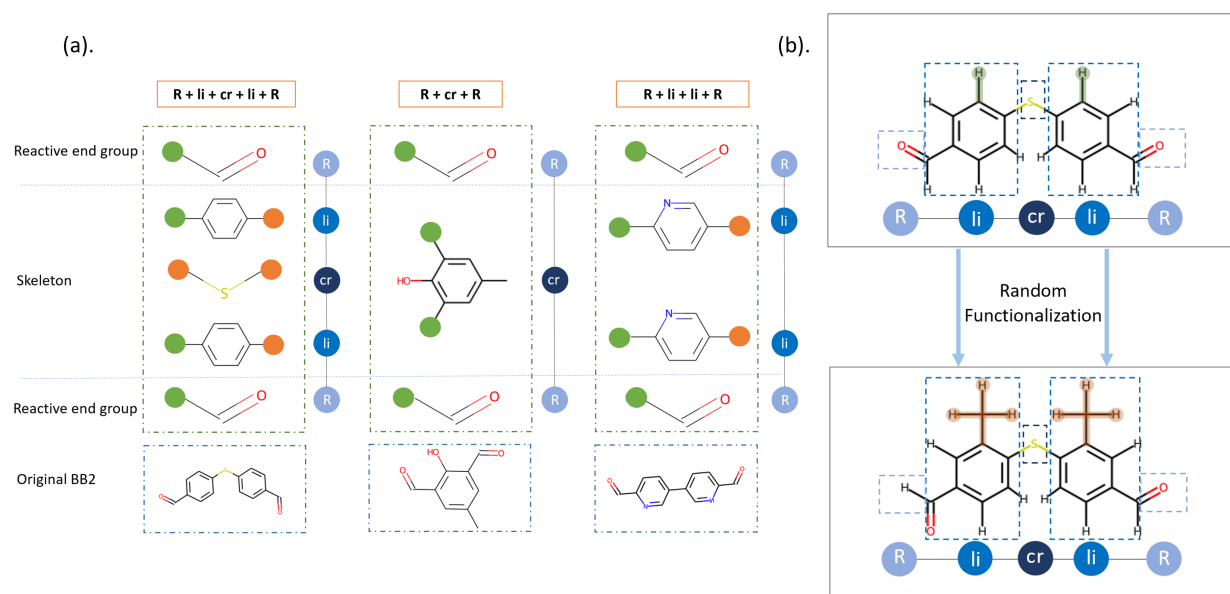 (a).
(b).
R + li + cr + li + R
R + cr + R
R + li + li + R
Reactive end group
O
R
O
R
O
R
li
N
li
Skeleton
S
cr
HO
cr
li
N
li
Reactive end group
O
R
O
R
O
R
Original BB2
O
S
O
O
HO
O
O
N
N
O
H
H
H
S
H
O
H
H
O
H
H
H
H
R
li
cr
li
R
Random
Functionalization
H
H
H
H
H
H
H
S
H
H
H
H
O
O
H
H
H
R
li
cr
li
R